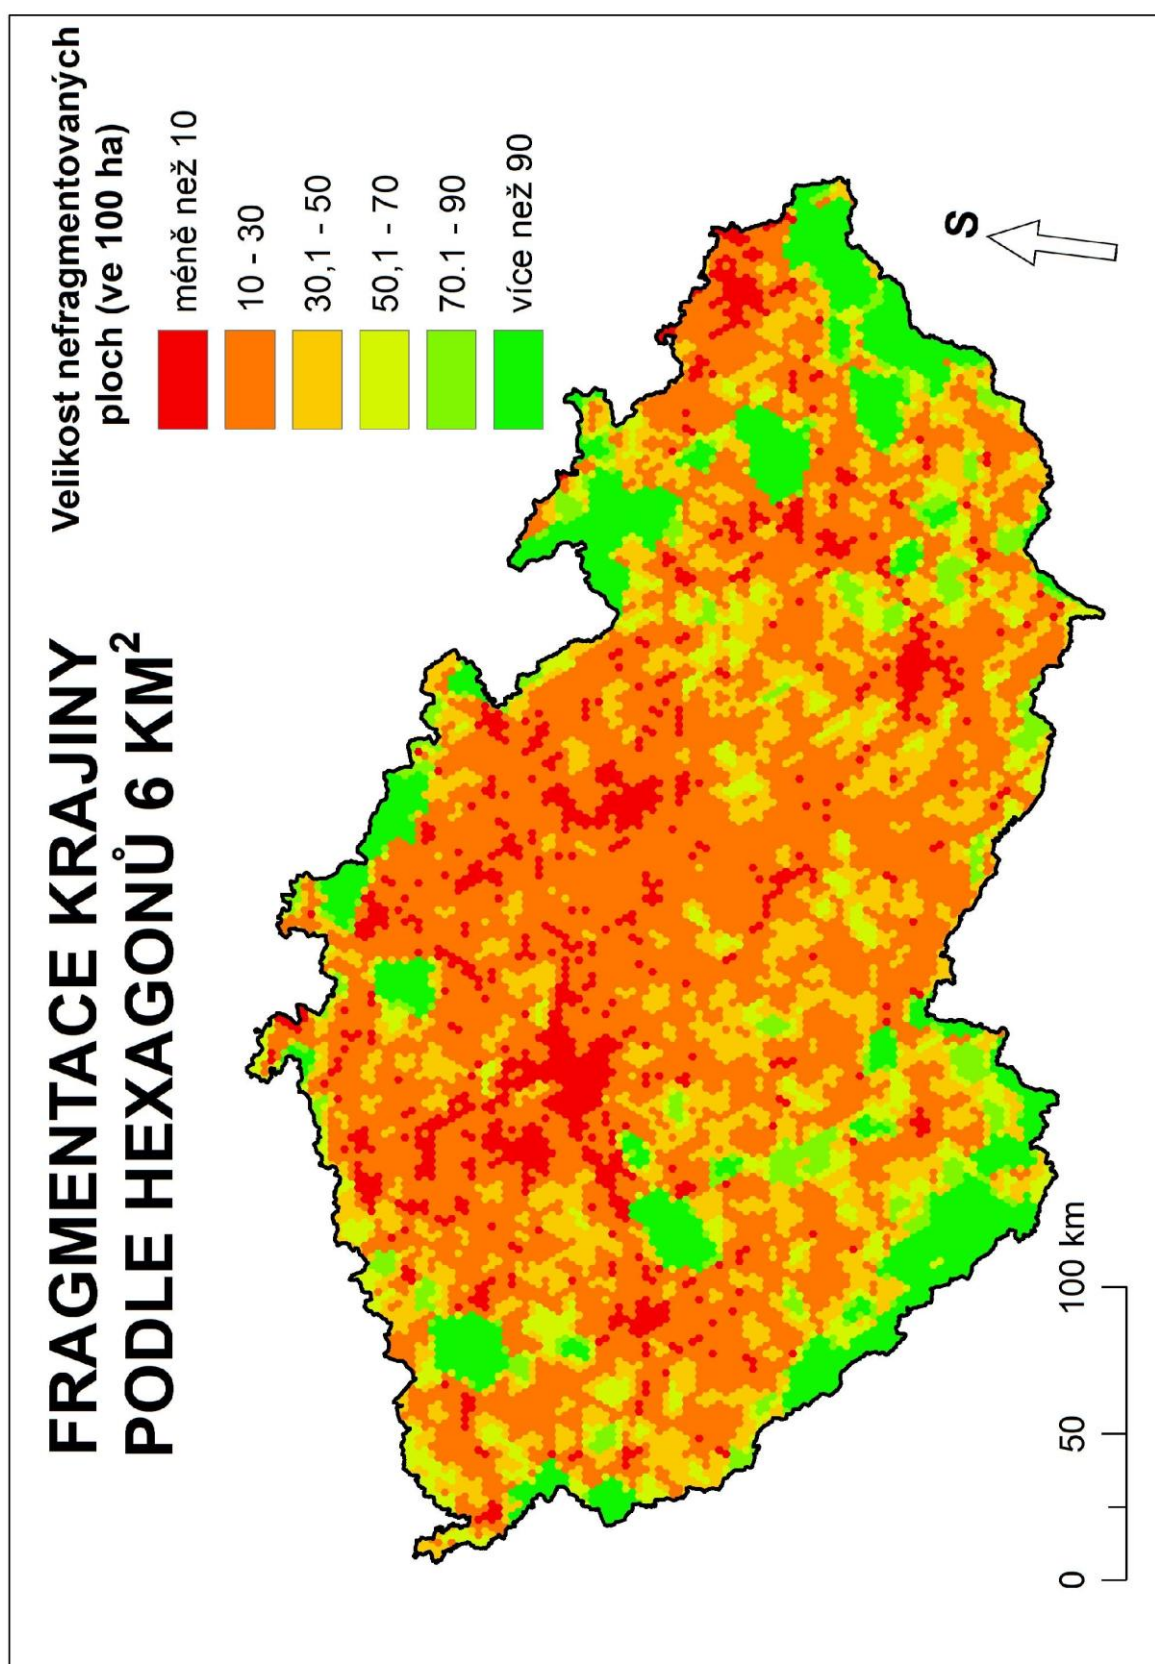 FRAGMENTACE KRAJINY
PODLE HEXAGONŮ 6 KM²
Velikost nefragmentovaných
ploch (ve 100 ha)
méně než 10
10 - 30
30,1 - 50
50,1 - 70
70.1 - 90
více než 90
S
0 50 100 km